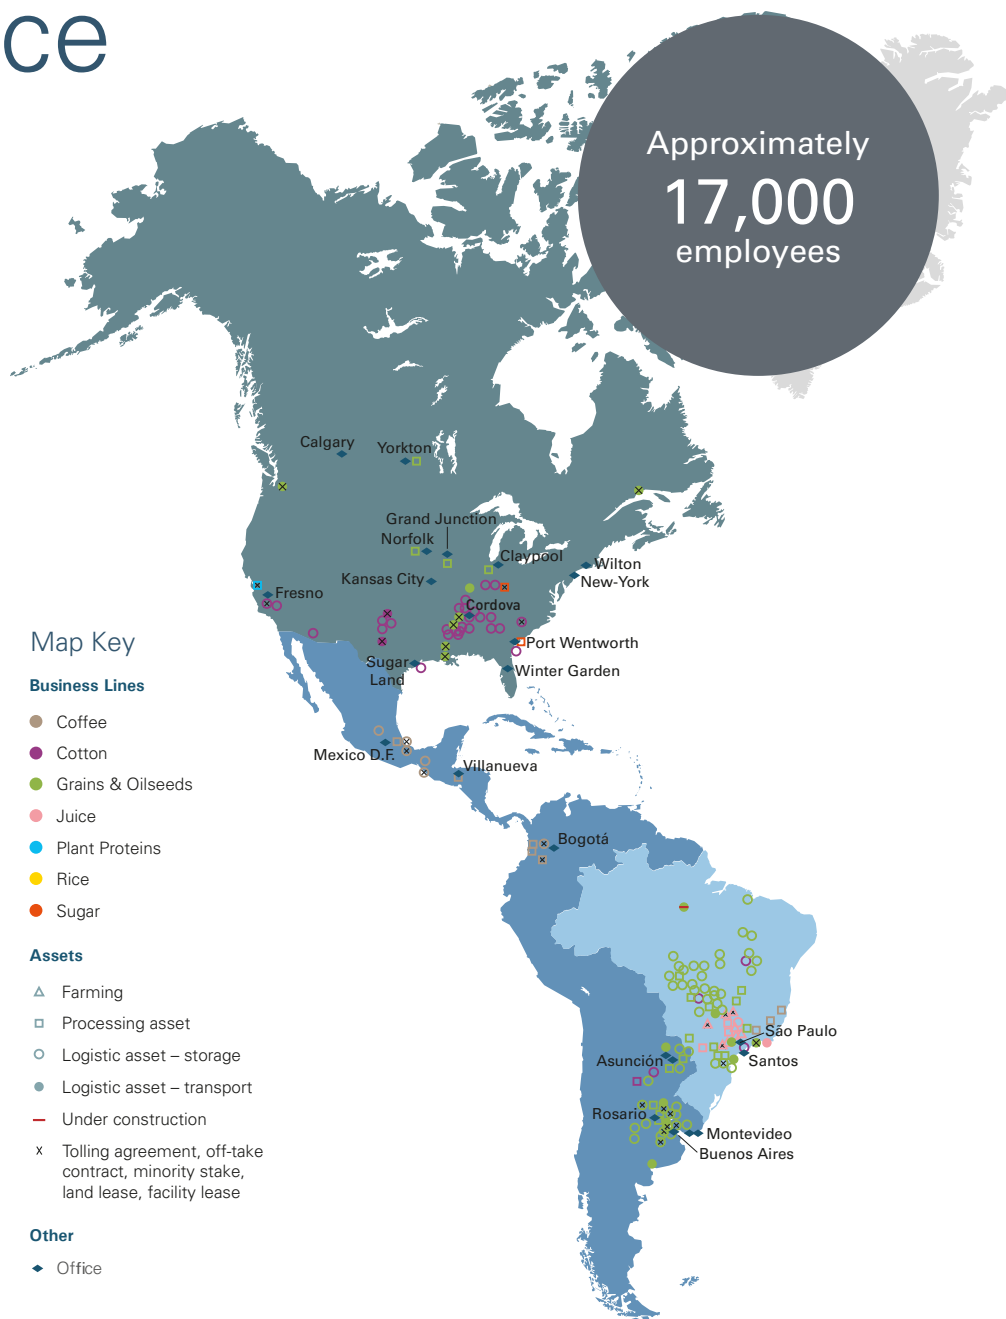 ce
Approximately
17,000
employees
Calgary
Yorkton
Grand Junction
Norfolk
Claypool
Wilton
New-York
Kansas City
Fresno
Cordova
Port Wentworth
Sugar
Land
Winter Garden
Mexico D.F.
Villanueva
Bogotá
São Paulo
Santos
Asunción
Rosario
Montevideo
Buenos Aires
Map Key
Business Lines
Coffee
Cotton
Grains & Oilseeds
Juice
Plant Proteins
Rice
Sugar
Assets
Farming
Processing asset
Logistic asset – storage
Logistic asset – transport
Under construction
x Tolling agreement, off-take
contract, minority stake,
land lease, facility lease
Other
Office